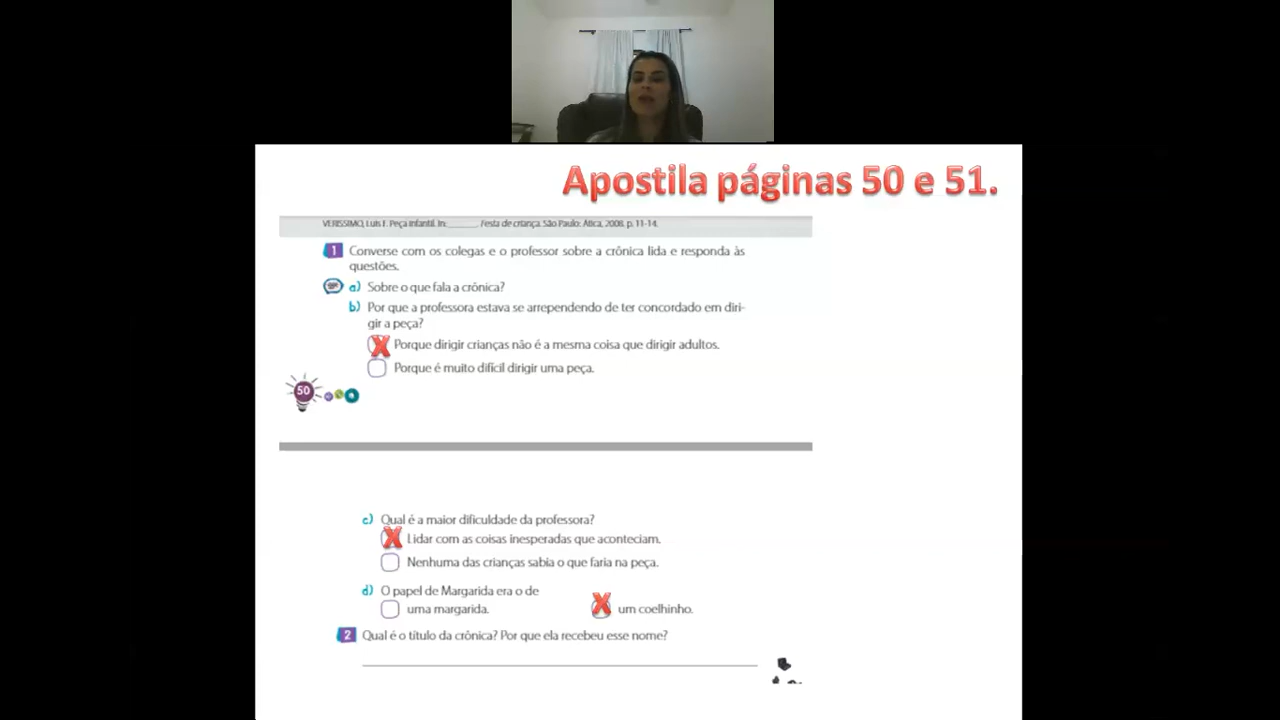 Apostila páginas 50 e 51.
VERISSIMO, Luis F. Peça infantil. In:______. Festa de criança. São Paulo: Ática, 2008. p. 11-14.
1 Converse com os colegas e o professor sobre a crônica lida e responda às
questões.
a) Sobre o que fala a crônica?
b) Por que a professora estava se arrependendo de ter concordado em diri-
gir a peça?
X Porque dirigir crianças não é a mesma coisa que dirigir adultos.
Porque é muito difícil dirigir uma peça.
50
c) Qual é a maior dificuldade da professora?
X Lidar com as coisas inesperadas que aconteciam.
Nenhuma das crianças sabia o que faria na peça.
d) O papel de Margarida era o de
uma margarida. X um coelhinho.
2 Qual é o título da crônica? Por que ela recebeu esse nome?